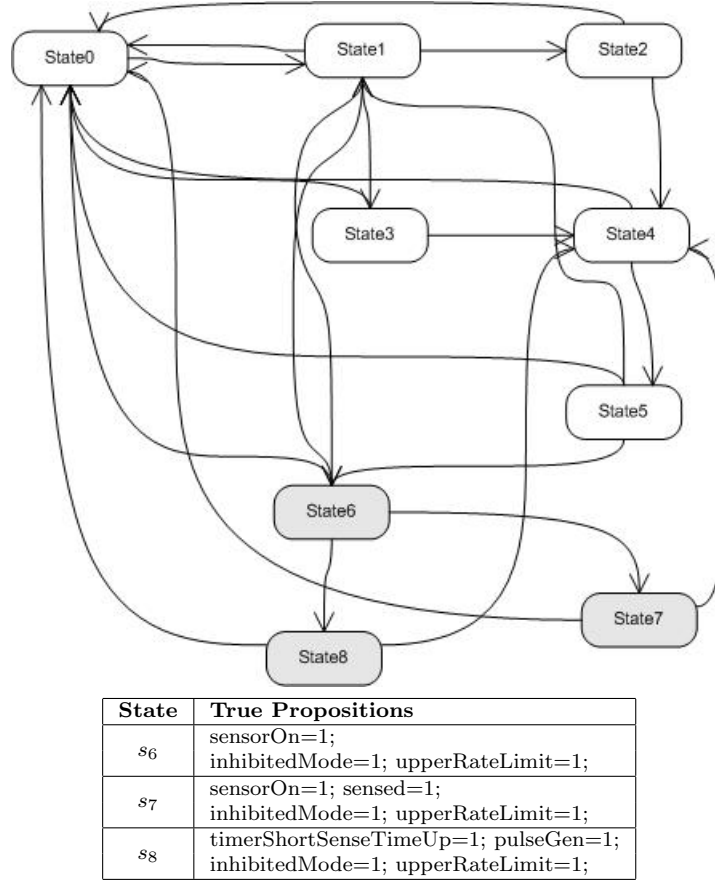 State0
State1
State2
State3
State4
State5
State6
State7
State8
State True Propositions
s6 sensorOn=1;
inhibitedMode=1; upperRateLimit=1;
s7 sensorOn=1; sensed=1;
inhibitedMode=1; upperRateLimit=1;
s8 timerShortSenseTimeUp=1; pulseGen=1;
inhibitedMode=1; upperRateLimit=1;